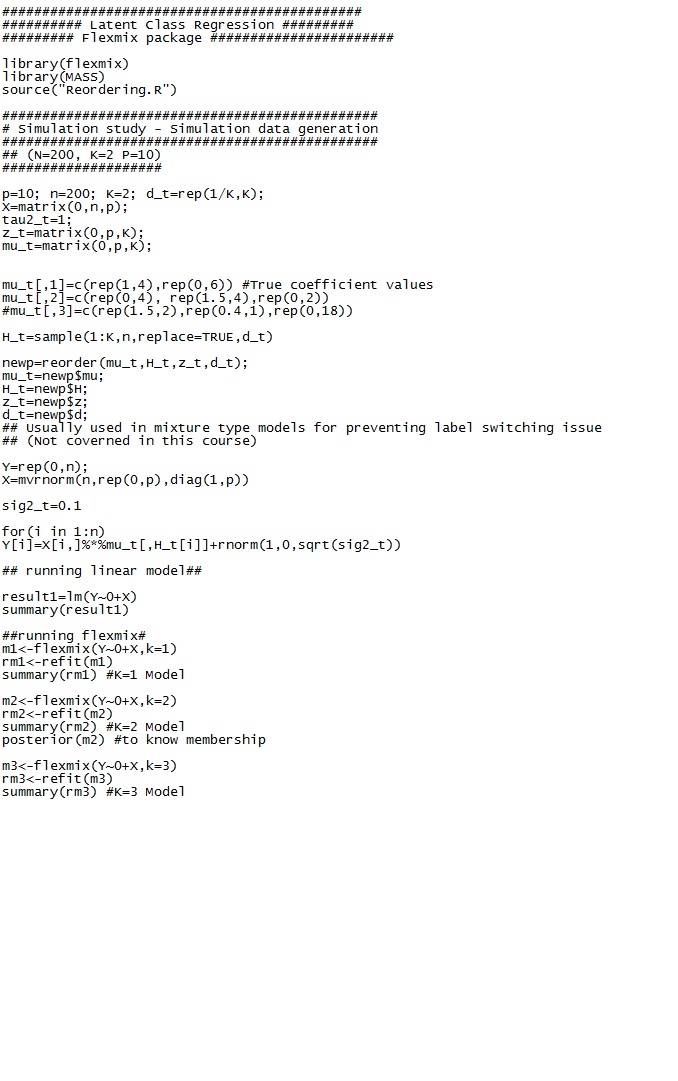 #############################################
########## Latent Class Regression #########
######### Flexmix package #######################
library(flexmix)
library(MASS)
source("Reordering.R")
###############################################
# Simulation study - Simulation data generation
###############################################
## (N=200, K=2 P=10)
####################
p=10; n=200; K=2; d_t=rep(1/K,K);
X=matrix(0,n,p);
tau2_t=1;
z_t=matrix(0,p,K);
mu_t=matrix(0,p,K);
mu_t[,1]=c(rep(1,4),rep(0,6)) #True coefficient values
mu_t[,2]=c(rep(0,4), rep(1.5,4),rep(0,2))
#mu_t[,3]=c(rep(1.5,2),rep(0.4,1),rep(0,18))
H_t=sample(1:K,n,replace=TRUE,d_t)
newp=reorder(mu_t,H_t,z_t,d_t);
mu_t=newp$mu;
H_t=newp$H;
z_t=newp$z;
d_t=newp$d;
## Usually used in mixture type models for preventing label switching issue
## (Not coverned in this course)
Y=rep(0,n);
X=mvrnorm(n,rep(0,p),diag(1,p))
sig2_t=0.1
for(i in 1:n)
Y[i]=X[i,]%*%mu_t[,H_t[i]]+rnorm(1,0,sqrt(sig2_t))
## running linear model##
result1=lm(Y~0+X)
summary(result1)
##running flexmix#
m1<-flexmix(Y~0+X,k=1)
rm1<-refit(m1)
summary(rm1) #K=1 Model
m2<-flexmix(Y~0+X,k=2)
rm2<-refit(m2)
summary(rm2) #K=2 Model
posterior(m2) #to know membership
m3<-flexmix(Y~0+X,k=3)
rm3<-refit(m3)
summary(rm3) #K=3 Model